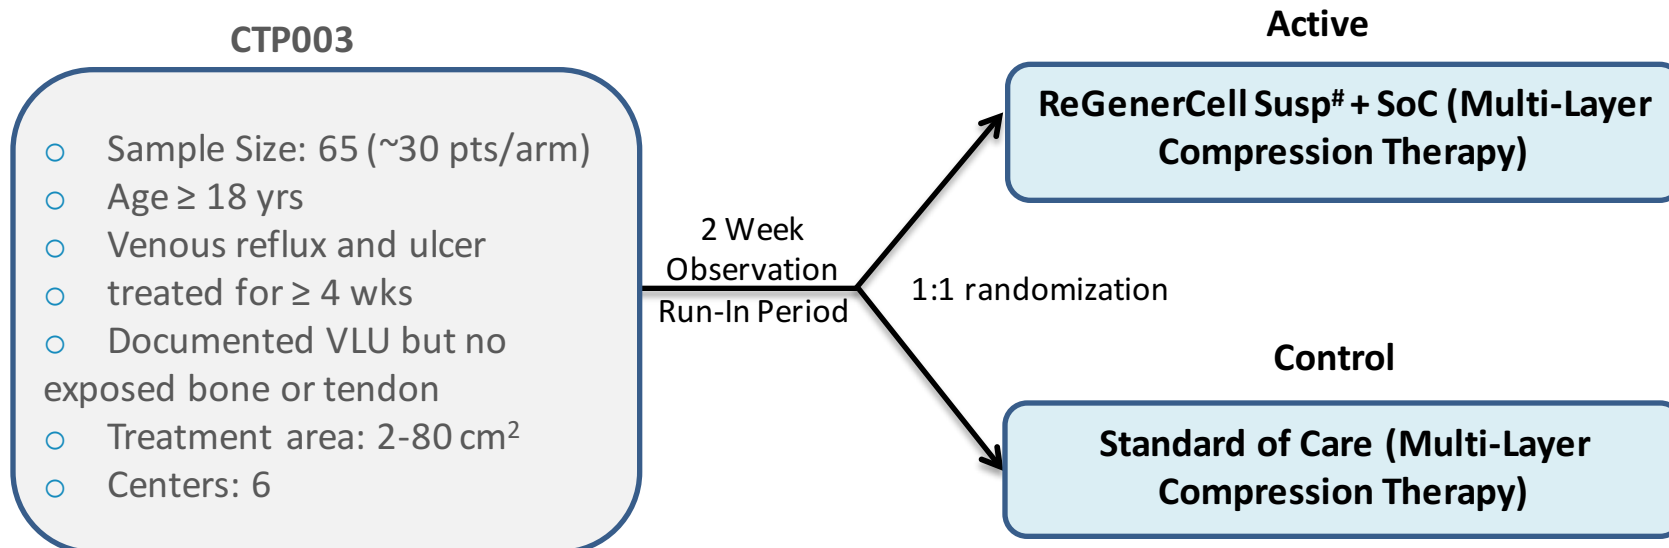 CTP003
○ Sample Size: 65 (~30 pts/arm)
○ Age ≥ 18 yrs
○ Venous reflux and ulcer
○ treated for ≥ 4 wks
○ Documented VLU but no
exposed bone or tendon
○ Treatment area: 2-80 cm²
○ Centers: 6
2 Week
Observation
Run-In Period
1:1 randomization
Active
ReGenerCell Susp# + SoC (Multi-Layer
Compression Therapy)
Control
Standard of Care (Multi-Layer
Compression Therapy)